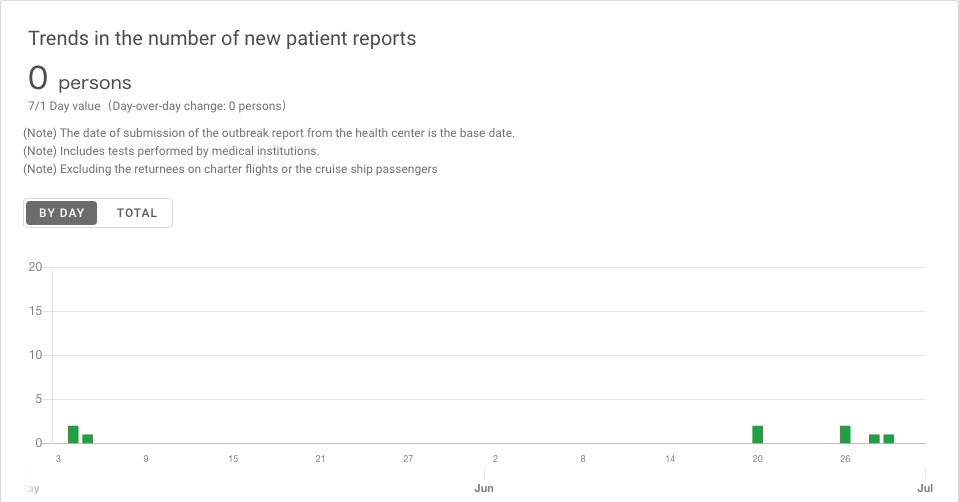 Trends in the number of new patient reports
0 persons
7/1 Day value（Day-over-day change: 0 persons）
(Note) The date of submission of the outbreak report from the health center is the base date.
(Note) Includes tests performed by medical institutions.
(Note) Excluding the returnees on charter flights or the cruise ship passengers
BY DAY TOTAL
20
15
10
5
0
3 9 15 21 27 2 8 14 20 26
ay Jun Jul